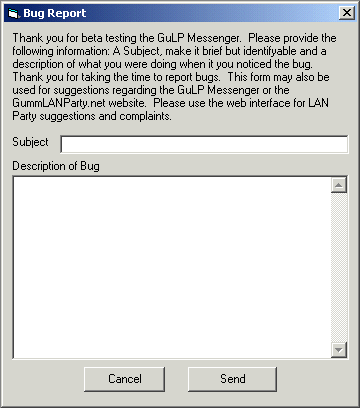 Bug Report
Thank you for beta testing the GuLP Messenger.  Please provide the
following information: A Subject, make it brief but identifyable and a
description of what you were doing when it you noticed the bug.
Thank you for taking the time to report bugs.  This form may also be
used for suggestions regarding the GuLP Messenger or the
GummLANParty.net website.  Please use the web interface for LAN
Party suggestions and complaints.
Subject
Description of Bug
Cancel
Send